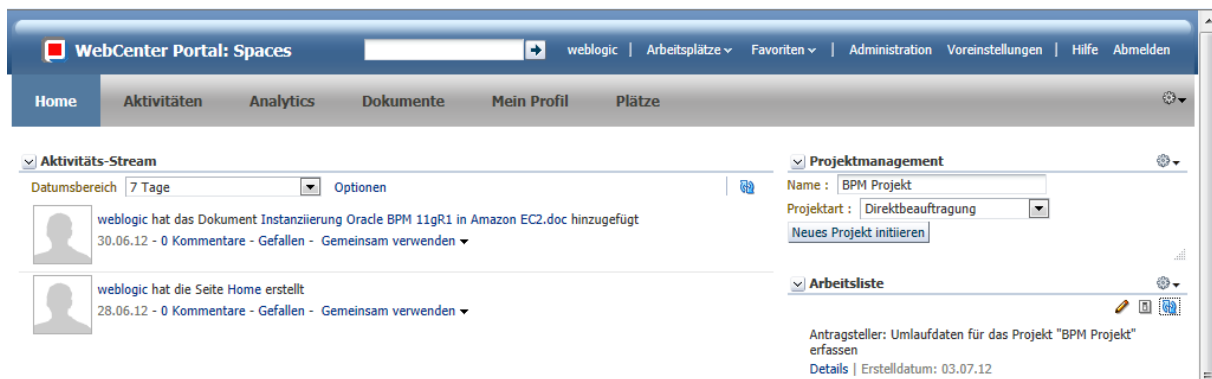 WebCenter Portal: Spaces weblogic | Arbeitsplätze Favoriten | Administration Voreinstellungen | Hilfe Abmelden
Home Aktivitäten Analytics Dokumente Mein Profil Plätze
Aktivitäts-Stream
Datumsbereich 7 Tage Optionen
weblogic hat das Dokument Instanziierung Oracle BPM 11gR1 in Amazon EC2.doc hinzugefügt
30.06.12 - 0 Kommentare - Gefallen - Gemeinsam verwenden
weblogic hat die Seite Home erstellt
28.06.12 - 0 Kommentare - Gefallen - Gemeinsam verwenden
Projektmanagement
Name : BPM Projekt
Projektart : Direktbeauftragung
Neues Projekt initiieren
Arbeitsliste
Antragsteller: Umlaufdaten für das Projekt "BPM Projekt"
erfassen
Details | Erstelldatum: 03.07.12